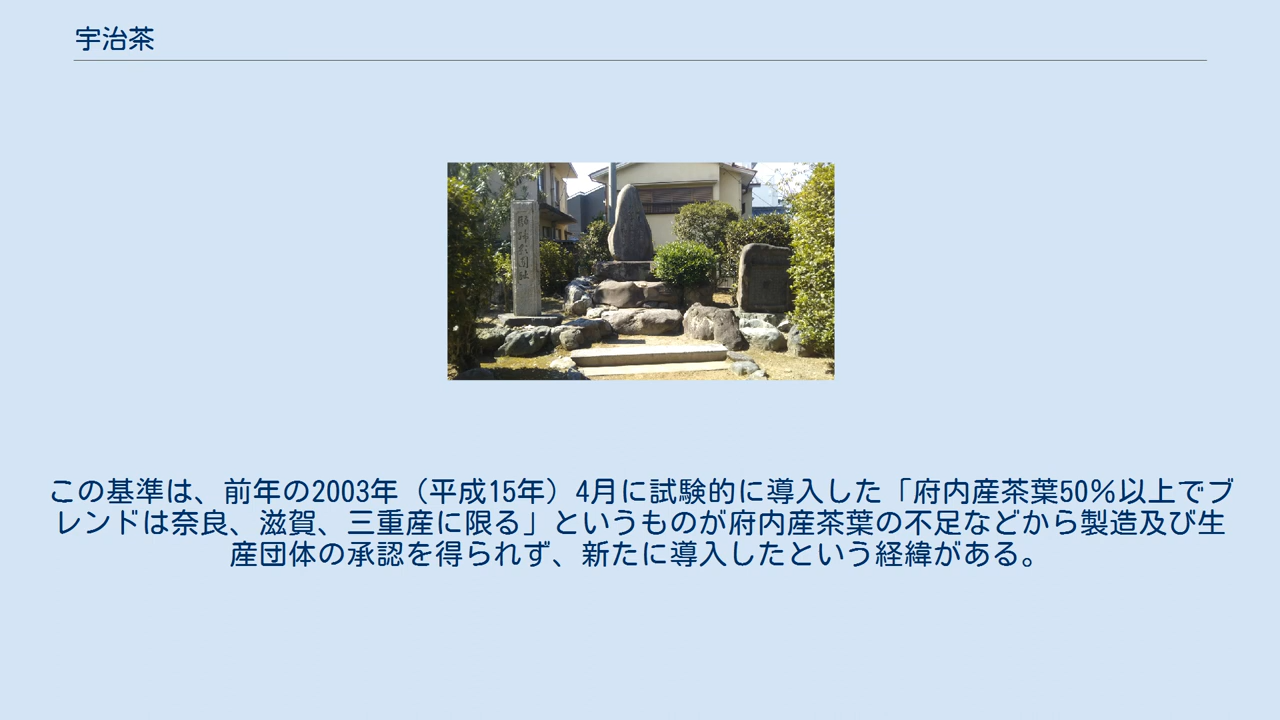 宇治茶
この基準は、前年の2003年（平成15年）4月に試験的に導入した「府内産茶葉50％以上でブ
レンドは奈良、滋賀、三重産に限る」というものが府内産茶葉の不足などから製造及び生
産団体の承認を得られず、新たに導入したという経緯がある。